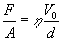 F/A = η V₀/d